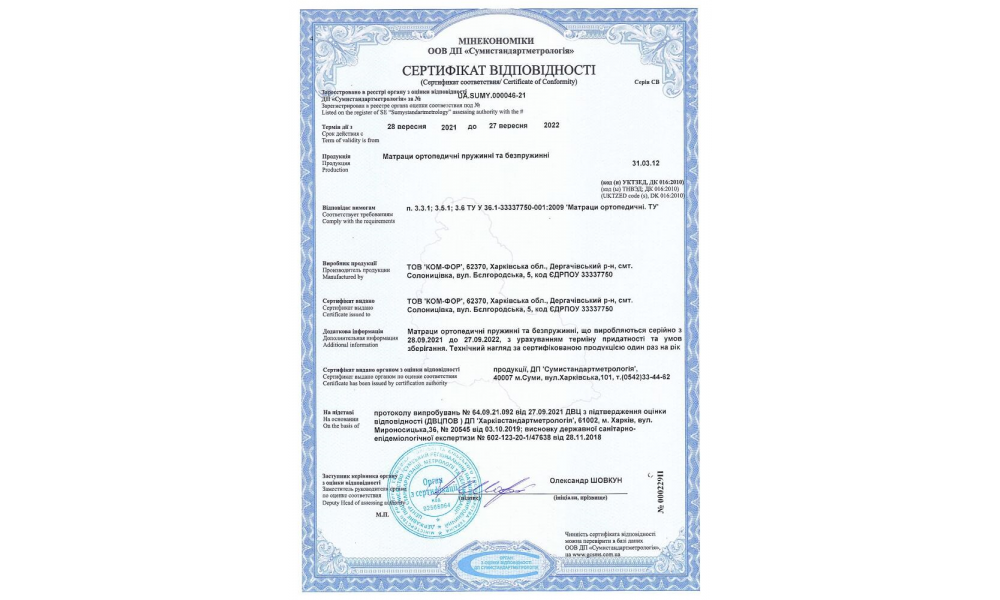 МІНЕКОНОМІКИ
ООВ ДП «Сумистандартметрологія»
СЕРТИФІКАТ ВІДПОВІДНОСТІ
(Сертификат соответствия/ Certificate of Conformity)
Серія СВ
Зареєстровано в реєстрі органу з оцінки відповідності
ДП «Сумистандартметрологія» за №
UA.SUMY.000046-21
Зарегистрировано в реестре органа оценки соответствия под №
Listed on the register of SE "Sumystandartmetrology" assessing authority with the #
Термін дії з
28 вересня 2021 до 27 вересня 2022
Срок действия с
Term of validity is from
Продукція
Матраци ортопедичні пружинні та безпружинні
Продукция
Production
31.03.12
(код (и) УКТЗЕД, ДК 016:2010)
(код (ы) ТНВЭД; ДК 016:2010)
(UKTZED code (s), DK 016:2010)
Відповідає вимогам
п. 3.3.1; 3.5.1; 3.6 ТУ У 36.1-33337750-001:2009 'Матраци ортопедичні. ТУ'
Соответствует требованиям
Comply with the requirements
Виробник продукції
Производитель продукции
Manufactured by
ТОВ 'КОМ-ФОР', 62370, Харківська обл., Дергачівський р-н, смт.
Солоницівка, вул. Бєлгородська, 5, код ЄДРПОУ 33337750
Сертифікат видано
Сертификат выдано
Certificate issued to
ТОВ 'КОМ-ФОР', 62370, Харківська обл., Дергачівський р-н, смт.
Солоницівка, вул. Бєлгородська, 5, код ЄДРПОУ 33337750
Додаткова інформація
Дополнительная информация
Additional information
Матраци ортопедичні пружинні та безпружинні, що виробляються серійно з
28.09.2021 до 27.09.2022, з урахуванням терміну придатності та умов
зберігання. Технічний нагляд за сертифікованою продукцією один раз на рік
Сертифікат видано органом з оцінки відповідності
Сертификат выдано органом по оценке соответствия
Certificate has been issued by certification authority
продукції, ДП 'Сумистандартметрологія',
40007 м.Суми, вул.Харківська,101, т.(0542)33-44-62
На підставі
На основании
On the basis of
протоколу випробувань № 64.09.21.092 від 27.09.2021 ДВЦ з підтвердження оцінки
відповідності (ДВЦПОВ ) ДП 'Харківстандартметрологія', 61002, м. Харків, вул.
Мироносицька,36, № 20545 від 03.10.2019; висновку державної санітарно-
епідеміологічної експертизи № 602-123-20-1/47638 від 28.11.2018
Заступник керівника органу
з оцінки відповідності
Заместитель руководителя органа
по оценке соответствия
Deputy Head of assessing authority
М.П.
Орган
з сертифікації
(підпис)
Олександр ШОВКУН
(ініціали, прізвище)
№ 0002291
Чинність сертифіката відповідності
можна перевірити в базі даних
ООВ ДП «Сумистандартметрологія»,
ОРГАН
З ОЦІНКИ ВІДПОВІДНОСТІ
ДП СУМИСТАНДАРТМЕТРОЛОГІЯ